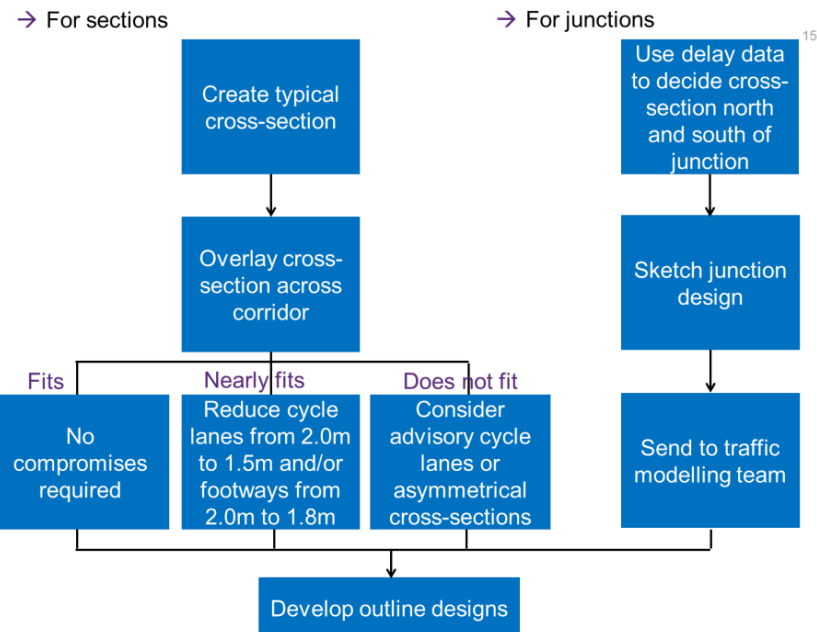 → For sections
→ For junctions
15
Create typical
cross-section
Use delay data
to decide cross-
section north
and south of
junction
Overlay cross-
section across
corridor
Sketch junction
design
Fits
Nearly fits
Does not fit
No
compromises
required
Reduce cycle
lanes from 2.0m
to 1.5m and/or
footways from
2.0m to 1.8m
Consider
advisory cycle
lanes or
asymmetrical
cross-sections
Send to traffic
modelling team
Develop outline designs